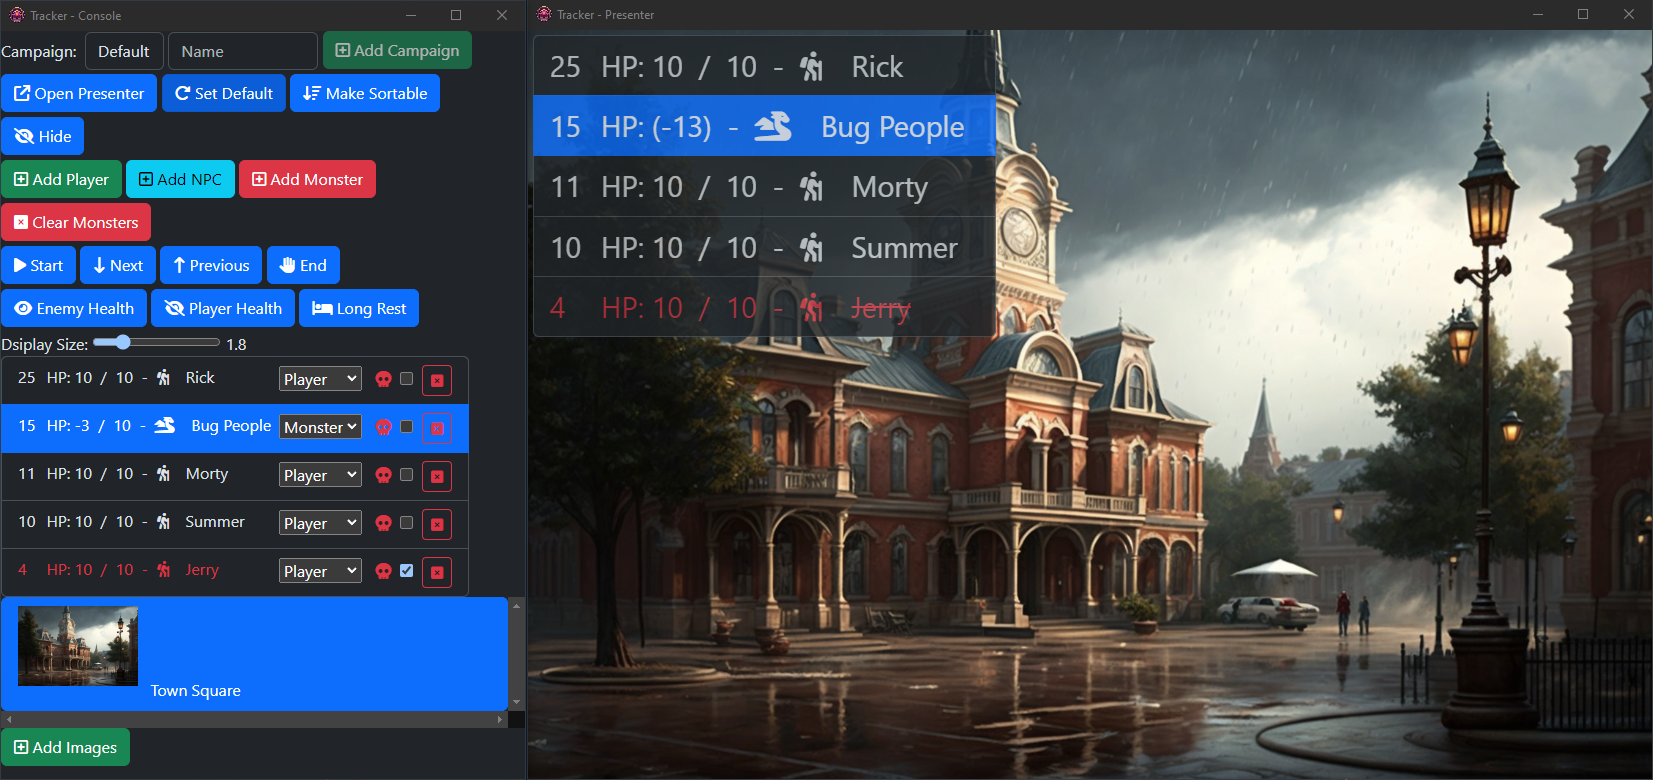 Tracker - Console
Campaign: Default Name Add Campaign
Open Presenter Set Default Make Sortable
Hide
Add Player Add NPC Add Monster
Clear Monsters
Start Next Previous End
Enemy Health Player Health Long Rest
Dsiplay Size: 1.8
25 HP: 10 / 10 - Rick Player
15 HP: -3 / 10 - Bug People Monster
11 HP: 10 / 10 - Morty Player
10 HP: 10 / 10 - Summer Player
4 HP: 10 / 10 - Jerry Player
Town Square
Add Images
Tracker - Presenter
25 HP: 10 / 10 - Rick
15 HP: (-13) - Bug People
11 HP: 10 / 10 - Morty
10 HP: 10 / 10 - Summer
4 HP: 10 / 10 - Jerry